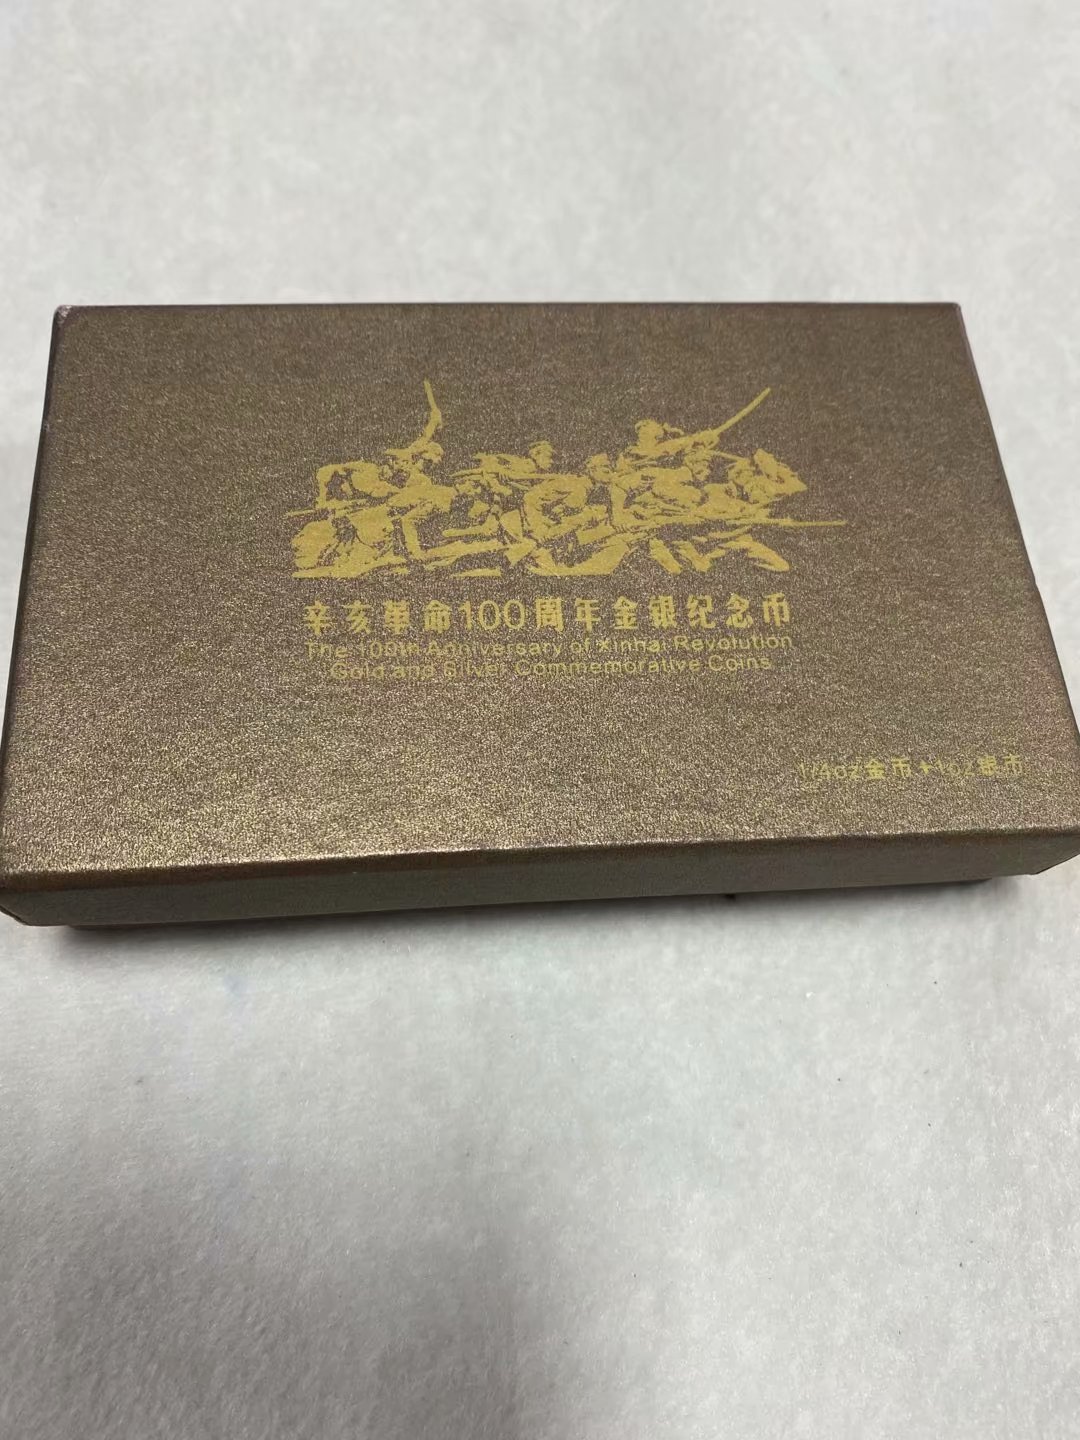 辛亥革命100周年金银纪念币
The 100th Anniversary of Xinhai Revolution
Gold and Silver Commemorative Coins
1/4oz金币+1oz银币